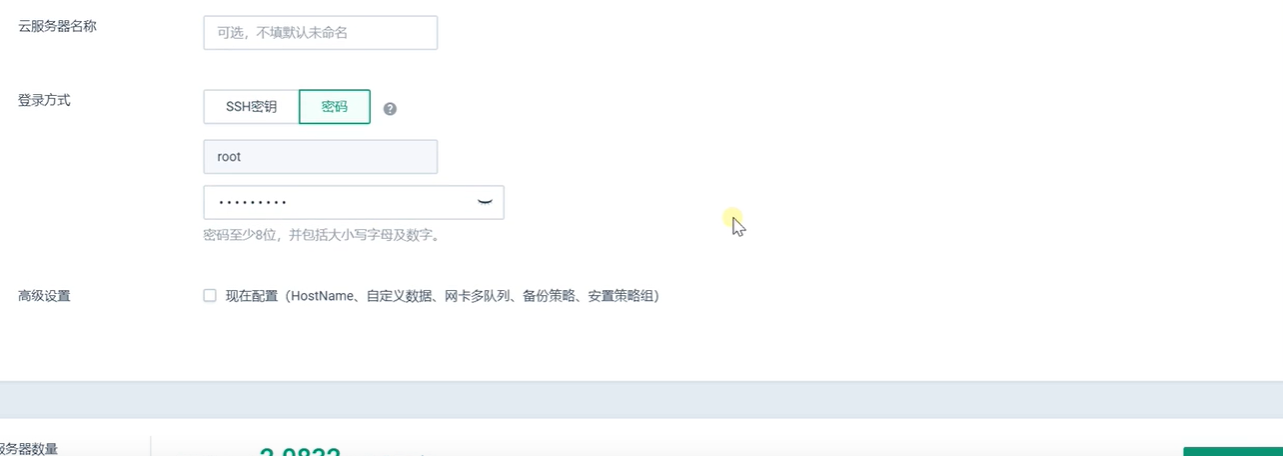 云服务器名称
可选，不填默认未命名
登录方式
SSH密钥
密码
?
root
•••••••••
密码至少8位，并包括大小写字母及数字。
高级设置
现在配置（HostName、自定义数据、网卡多队列、备份策略、安置策略组）
服务器数量